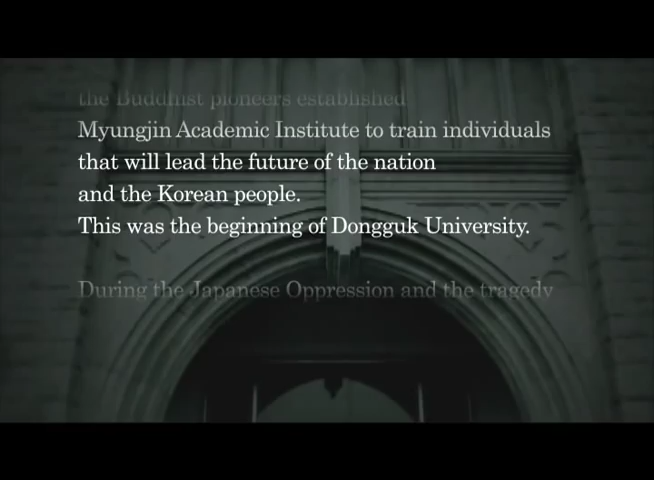 the Buddhist pioneers established
Myungjin Academic Institute to train individuals
that will lead the future of the nation
and the Korean people.
This was the beginning of Dongguk University.
During the Japanese Oppression and the tragedy